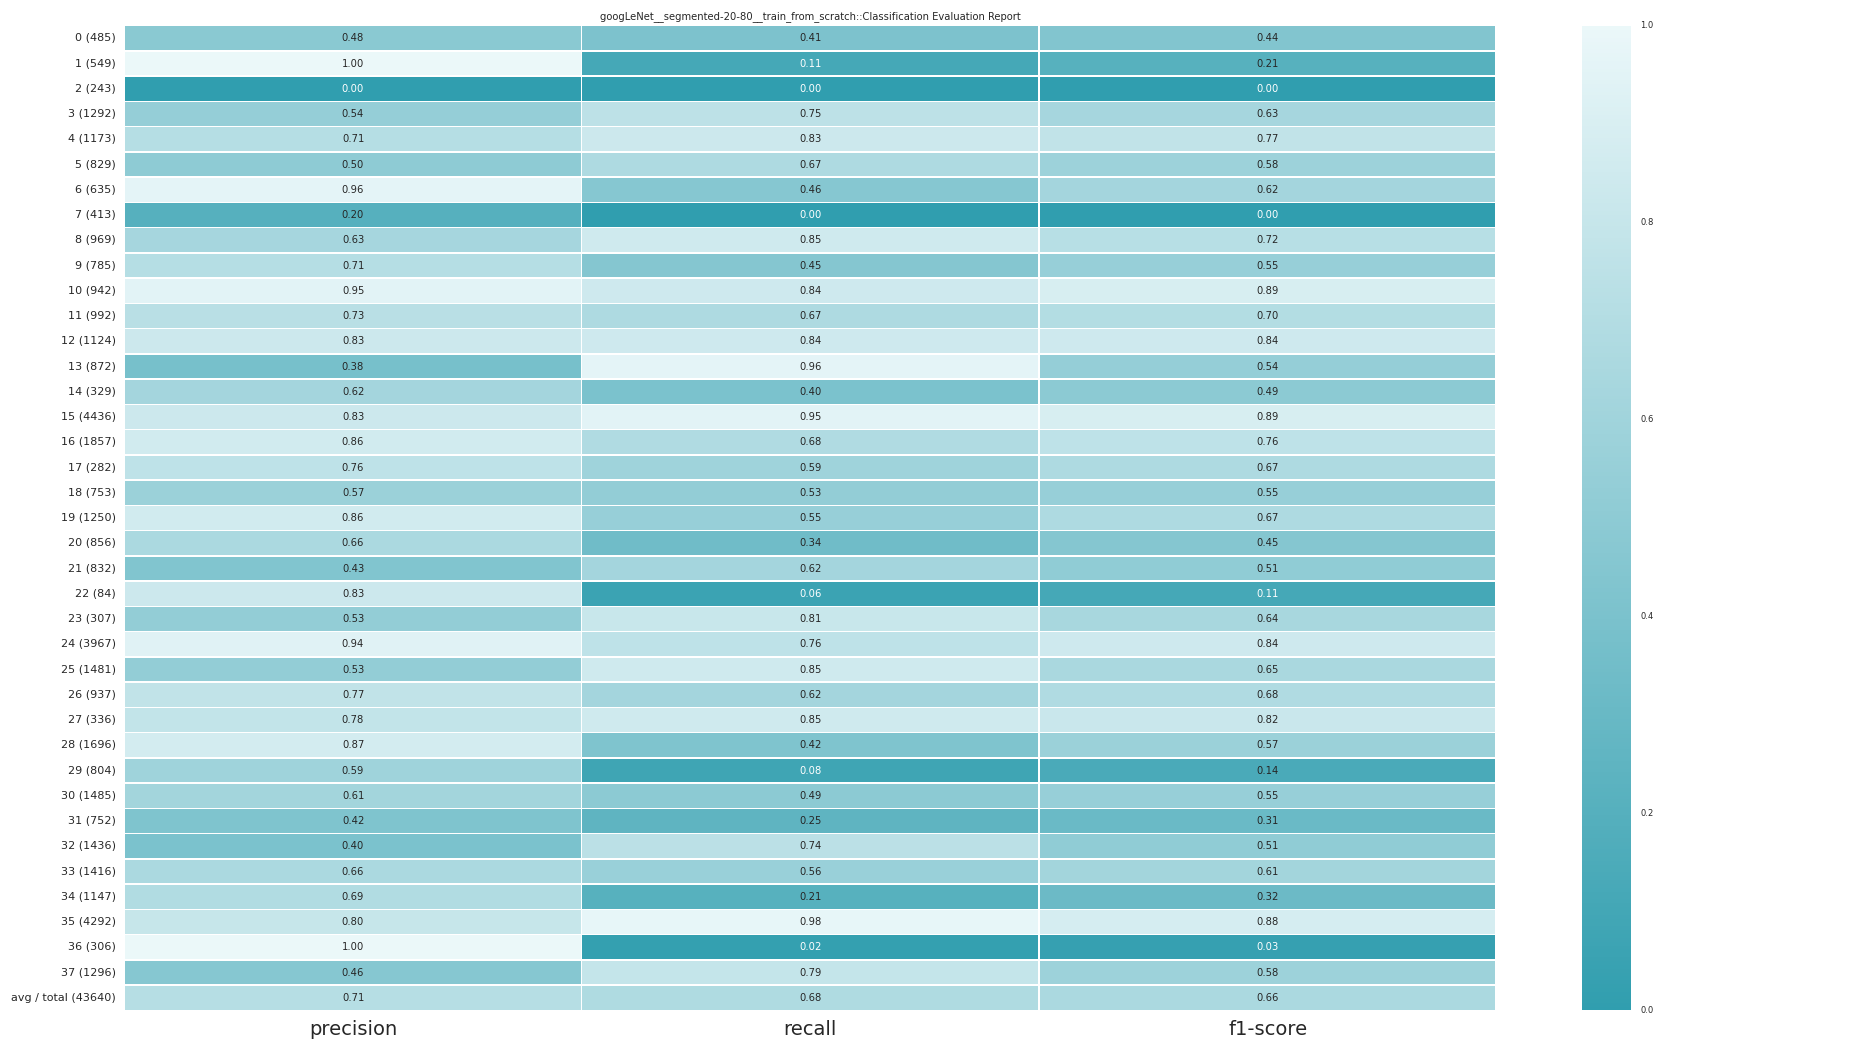 googLeNet__segmented-20-80__train_from_scratch::Classification Evaluation Report
0 (485) 0.48 0.41 0.44
1 (549) 1.00 0.11 0.21
2 (243) 0.00 0.00 0.00
3 (1292) 0.54 0.75 0.63
4 (1173) 0.71 0.83 0.77
5 (829) 0.50 0.67 0.58
6 (635) 0.96 0.46 0.62
7 (413) 0.20 0.00 0.00
8 (969) 0.63 0.85 0.72
9 (785) 0.71 0.45 0.55
10 (942) 0.95 0.84 0.89
11 (992) 0.73 0.67 0.70
12 (1124) 0.83 0.84 0.84
13 (872) 0.38 0.96 0.54
14 (329) 0.62 0.40 0.49
15 (4436) 0.83 0.95 0.89
16 (1857) 0.86 0.68 0.76
17 (282) 0.76 0.59 0.67
18 (753) 0.57 0.53 0.55
19 (1250) 0.86 0.55 0.67
20 (856) 0.66 0.34 0.45
21 (832) 0.43 0.62 0.51
22 (84) 0.83 0.06 0.11
23 (307) 0.53 0.81 0.64
24 (3967) 0.94 0.76 0.84
25 (1481) 0.53 0.85 0.65
26 (937) 0.77 0.62 0.68
27 (336) 0.78 0.85 0.82
28 (1696) 0.87 0.42 0.57
29 (804) 0.59 0.08 0.14
30 (1485) 0.61 0.49 0.55
31 (752) 0.42 0.25 0.31
32 (1436) 0.40 0.74 0.51
33 (1416) 0.66 0.56 0.61
34 (1147) 0.69 0.21 0.32
35 (4292) 0.80 0.98 0.88
36 (306) 1.00 0.02 0.03
37 (1296) 0.46 0.79 0.58
avg / total (43640) 0.71 0.68 0.66
precision recall f1-score
1.0
0.8
0.6
0.4
0.2
0.0